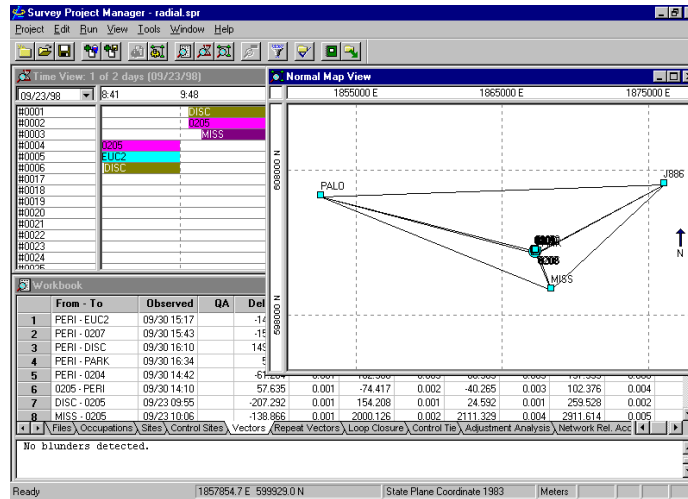 Survey Project Manager - radial.spr
Project Edit Run View Tools Window Help
Time View: 1 of 2 days (09/23/98)
09/23/98 8:41 9:48
#0001 DISC
#0002 0205
#0003 MISS
#0004 0205
#0005 EUC2
#0006 DISC
#0017
#0018
#0019
#0020
#0021
#0022
#0023
#0024
#0025
Normal Map View
1855000 E 1865000 E 1875000 E
608000 N
598000 N
PALO
J886
MISS
N
Workbook
From - To Observed QA Del
1 PERI - EUC2 09/30 15:17 -14
2 PERI - 0207 09/30 15:43 -15
3 PERI - DISC 09/30 16:10 149
4 PERI - PARK 09/30 16:34 5
5 PERI - 0204 09/30 14:42
6 0205 - PERI 09/30 14:10 57.635 0.001 -74.417 0.002 -40.265 0.003 102.376 0.004
7 DISC - 0205 09/23 09:55 -207.292 0.001 154.208 0.001 24.592 0.001 259.528 0.002
8 MISS - 0205 09/23 10:06 -138.866 0.001 2000.126 0.002 2111.329 0.004 2911.614 0.005
Files Occupations Sites Control Sites Vectors Repeat Vectors Loop Closure Control Tie Adjustment Analysis Network Rel. Acc
No blunders detected.
Ready 1857854.7 E 599929.0 N State Plane Coordinate 1983 Meters